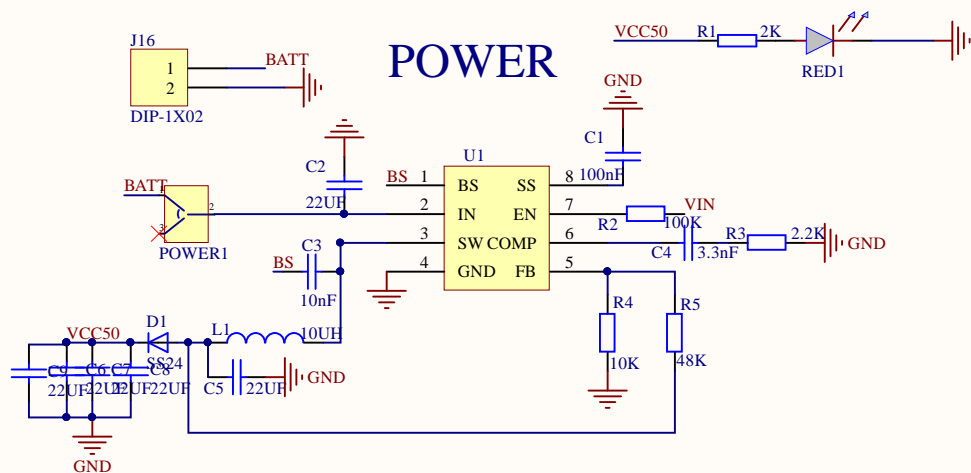 POWER
J16
1
2
DIP-1X02
BATT
VCC50
R1
2K
RED1
GND
C1
100nF
U1
BS
1
BS
SS
8
IN
2
EN
7
SW
3
COMP
6
GND
4
FB
5
C2
22UF
BATT
1
2
3
POWER1
BS
C3
10nF
R2
100K
VIN
C4
3.3nF
R3
2.2K
GND
R4
10K
R5
48K
VCC50
D1
SS24
L1
10UH
C5
22UF
GND
C9
22UF
C6
22UF
C7
22UF
C8
22UF
GND